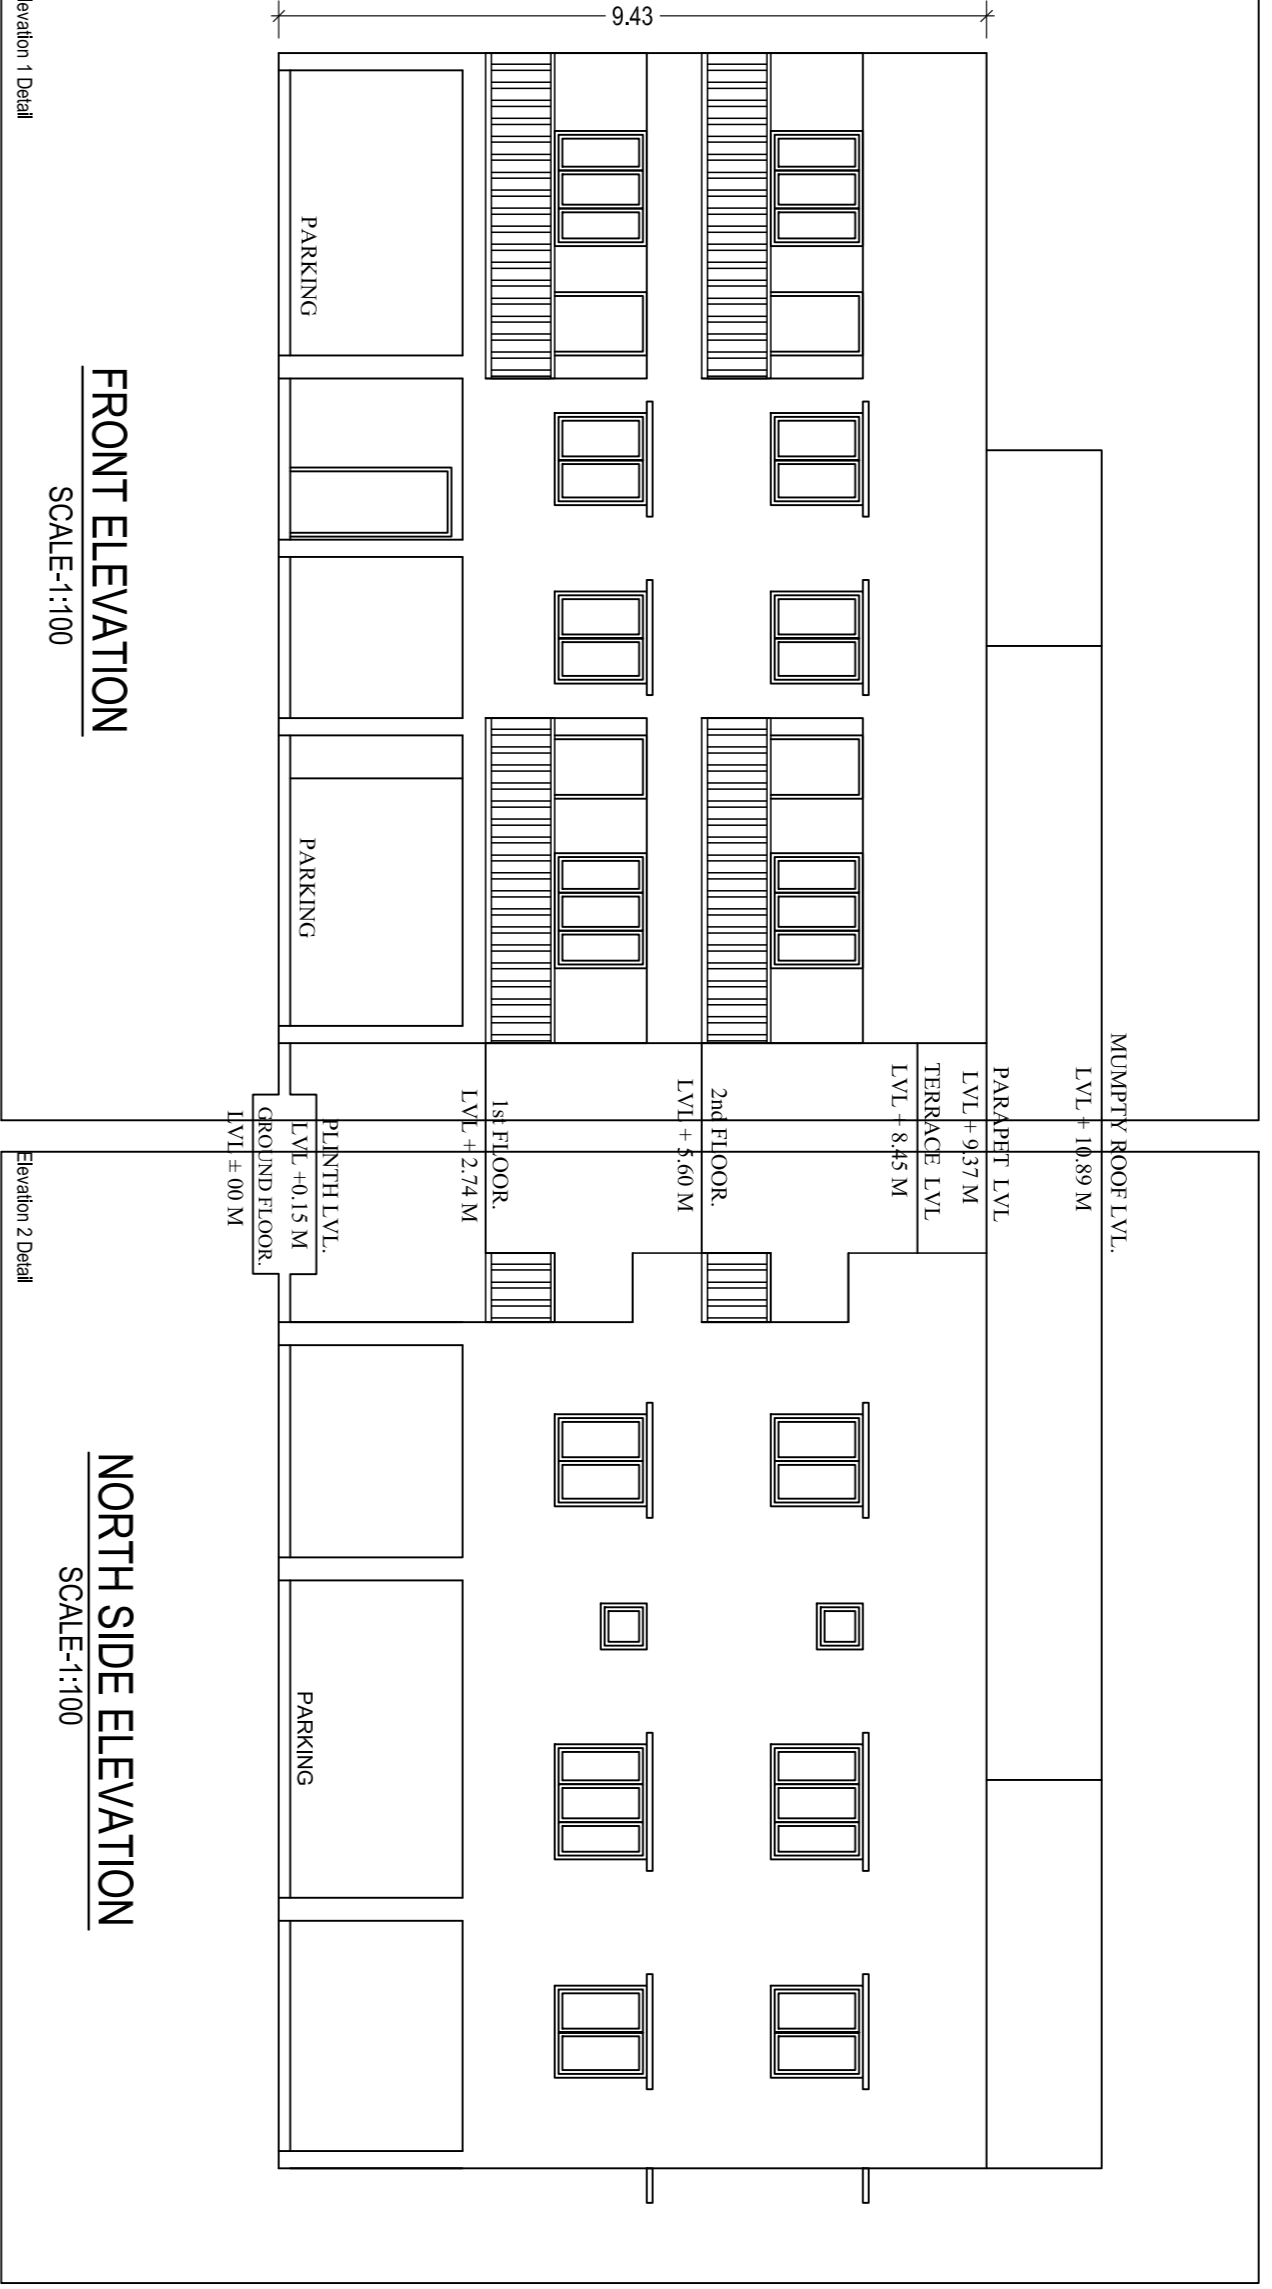 9.43
MUMPTY ROOF LVL.
LVL + 10.89 M
PARAPET LVL
LVL + 9.37 M
TERRACE LVL
LVL + 8.45 M
2nd FLOOR.
LVL + 5.60 M
1st FLOOR.
LVL + 2.74 M
PLINTH LVL.
LVL +0.15 M
GROUND FLOOR.
LVL ± 00 M
PARKING
PARKING
PARKING
FRONT ELEVATION
SCALE-1:100
NORTH SIDE ELEVATION
SCALE-1:100
levation 1 Detail
Elevation 2 Detail